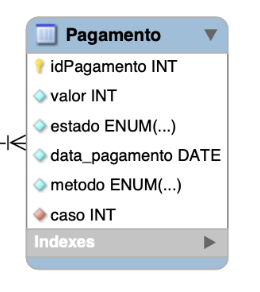 Pagamento
idPagamento INT
valor INT
estado ENUM(...)
data_pagamento DATE
metodo ENUM(...)
caso INT
Indexes